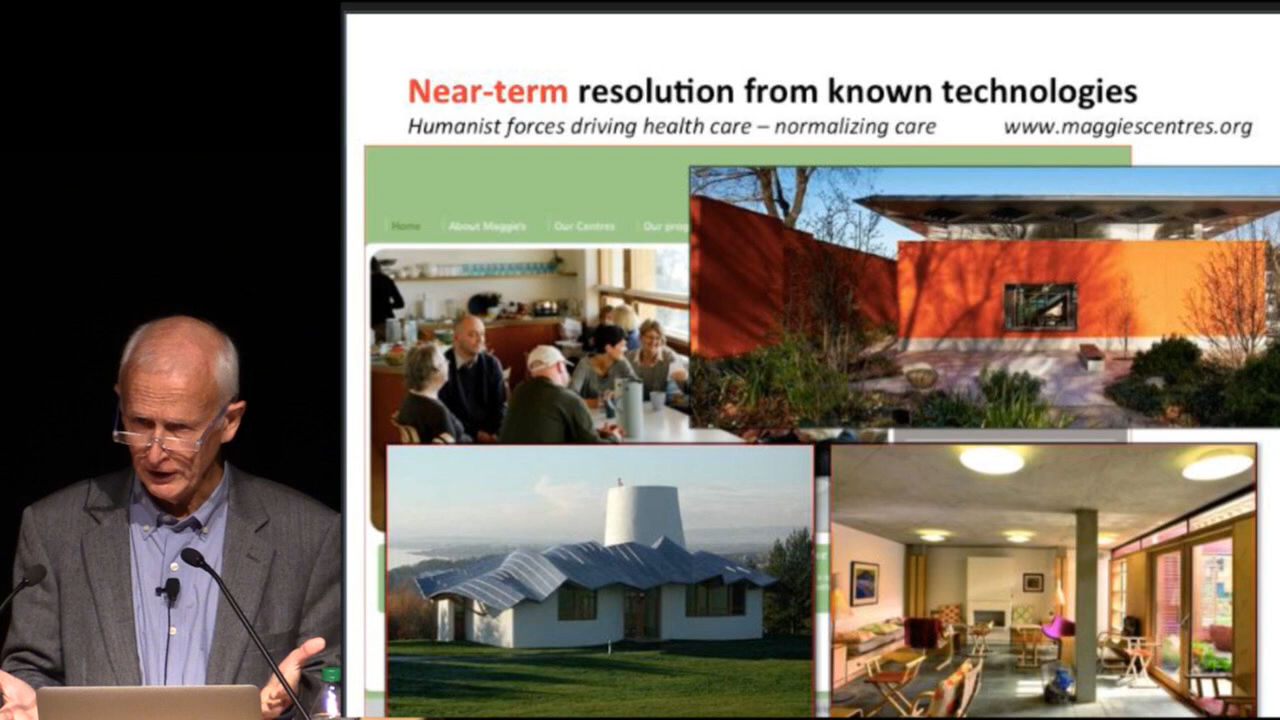 Near-term resolution from known technologies
Humanist forces driving health care – normalizing care www.maggiescentres.org
Home About Maggie's Our Centres Our